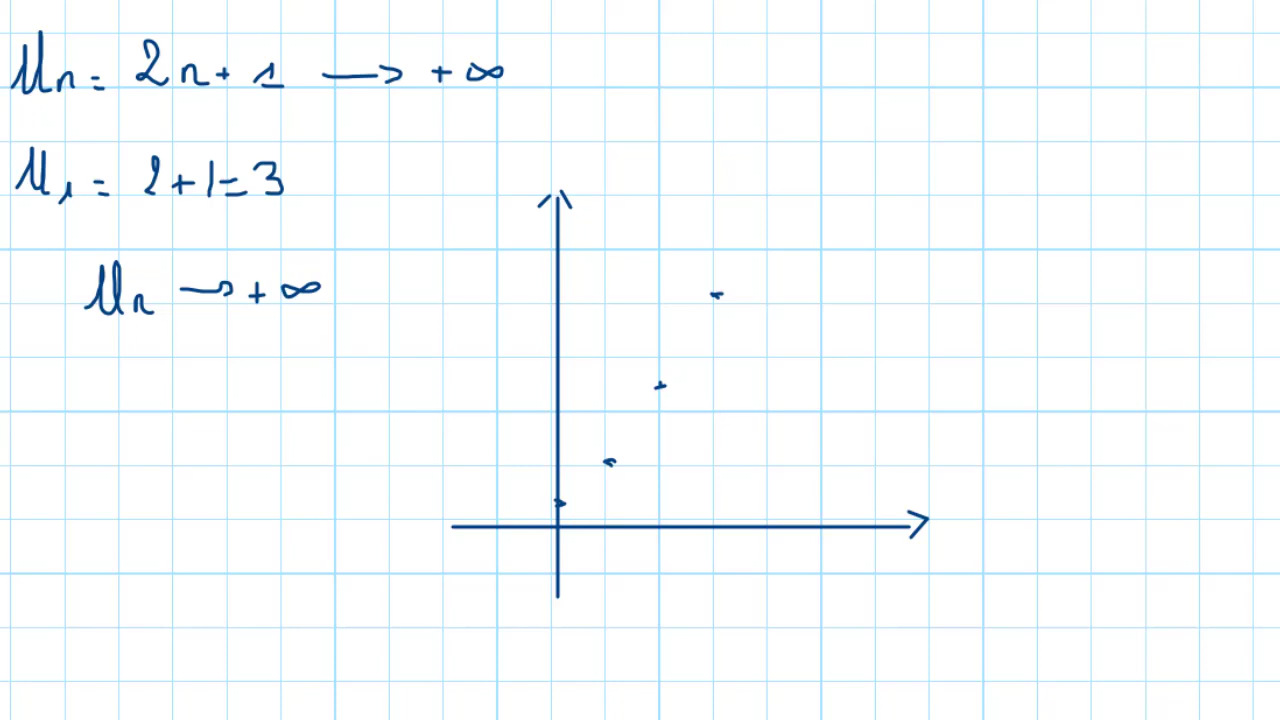 Un = 2n + 1 ⟶ + ∞
U₁ = 2 + 1 = 3
Un ⟶ + ∞